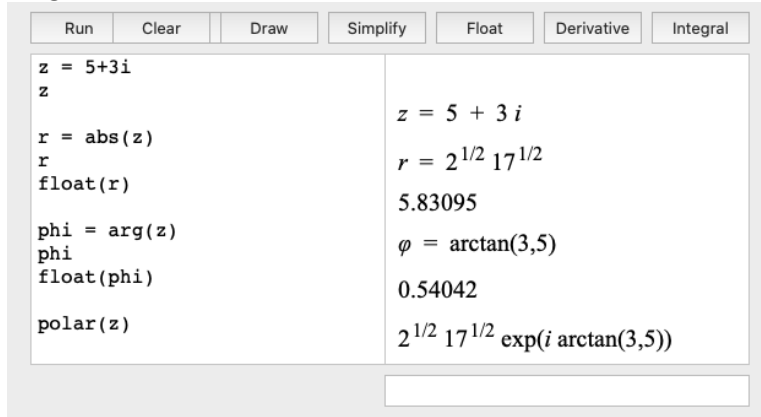 Run Clear Draw Simplify Float Derivative Integral
z = 5+3i
z
r = abs(z)
r
float(r)
phi = arg(z)
phi
float(phi)
polar(z)
z = 5 + 3 i
r = 2^{1/2} 17^{1/2}
5.83095
φ = arctan(3,5)
0.54042
2^{1/2} 17^{1/2} exp(i arctan(3,5))